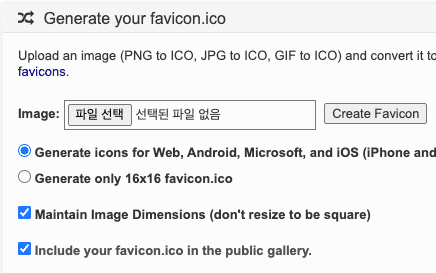 Generate your favicon.ico
Upload an image (PNG to ICO, JPG to ICO, GIF to ICO) and convert it to
favicons.
Image: 파일 선택 선택된 파일 없음 Create Favicon
Generate icons for Web, Android, Microsoft, and iOS (iPhone and
Generate only 16x16 favicon.ico
Maintain Image Dimensions (don't resize to be square)
Include your favicon.ico in the public gallery.